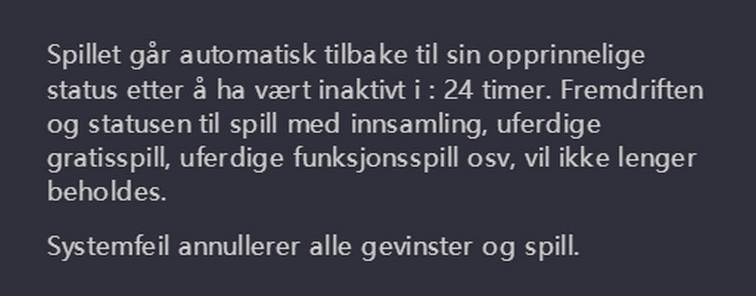 Spillet går automatisk tilbake til sin opprinnelige
status etter å ha vært inaktivt i : 24 timer. Fremdriften
og statusen til spill med innsamling, uferdige
gratisspill, uferdige funksjonsspill osv, vil ikke lenger
beholdes.
Systemfeil annullerer alle gevinster og spill.